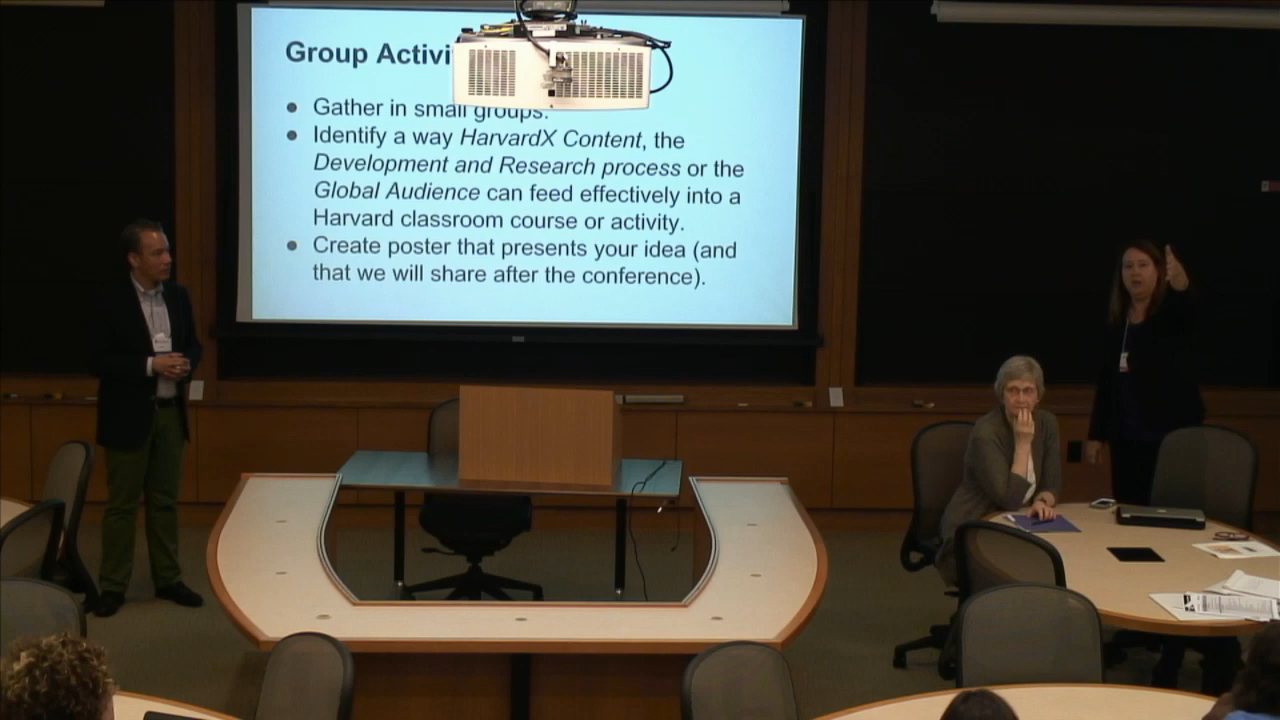 Group Activi
● Gather in small groups.
● Identify a way HarvardX Content, the
Development and Research process or the
Global Audience can feed effectively into a
Harvard classroom course or activity.
● Create poster that presents your idea (and
that we will share after the conference).